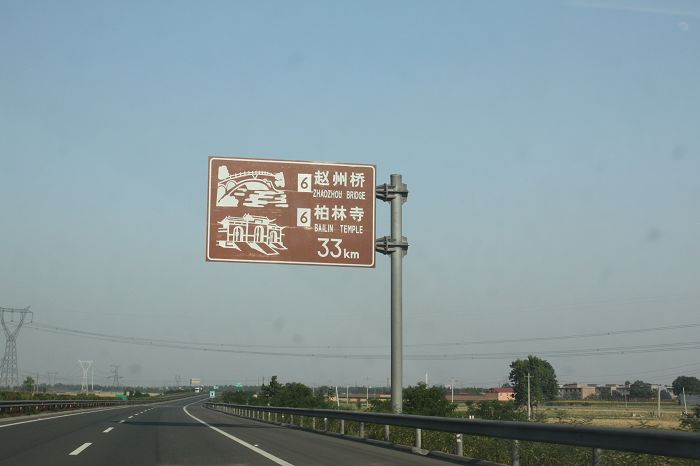 6 赵州桥
ZHAOZHOU BRIDGE
6 柏林寺
BAILIN TEMPLE
33km